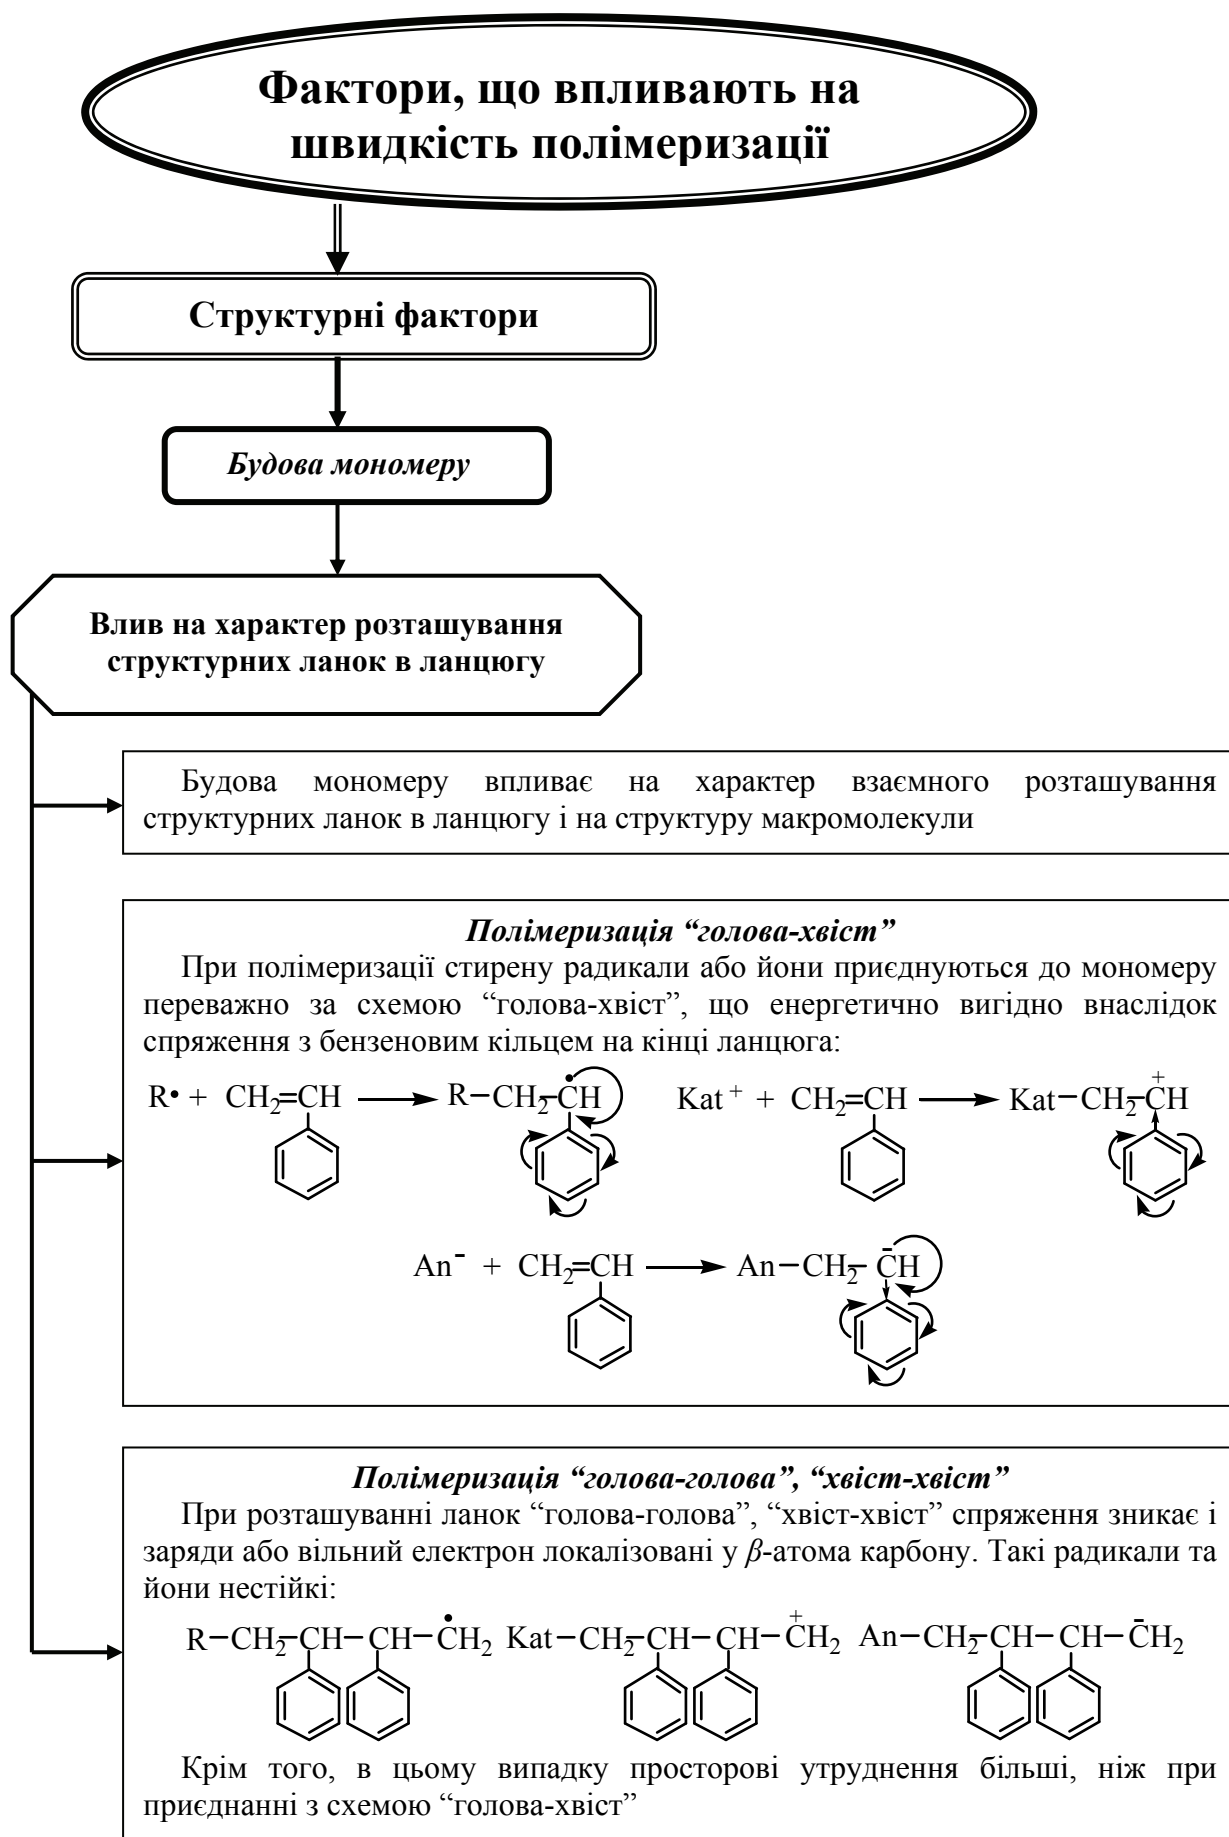 Фактори, що впливають на
швидкість полімеризації
Структурні фактори
Будова мономеру
Влив на характер розташування
структурних ланок в ланцюгу
Будова мономеру впливає на характер взаємного розташування
структурних ланок в ланцюгу і на структуру макромолекули
Полімеризація “голова-хвіст”
При полімеризації стирену радикали або йони приєднуються до мономеру
переважно за схемою “голова-хвіст”, що енергетично вигідно внаслідок
спряження з бензеновим кільцем на кінці ланцюга:
R• + CH₂=CH ⟶ R−CH₂−ĊH Kat⁺ + CH₂=CH ⟶ Kat−CH₂−C⁺H
An⁻ + CH₂=CH ⟶ An−CH₂−C⁻H
Полімеризація “голова-голова”, “хвіст-хвіст”
При розташуванні ланок “голова-голова”, “хвіст-хвіст” спряження зникає і
заряди або вільний електрон локалізовані у β-атома карбону. Такі радикали та
йони нестійкі:
R−CH₂−CH−CH−ĊH₂ Kat−CH₂−CH−CH−C⁺H₂ An−CH₂−CH−CH−C⁻H₂
Крім того, в цьому випадку просторові утруднення більші, ніж при
приєднанні з схемою “голова-хвіст”